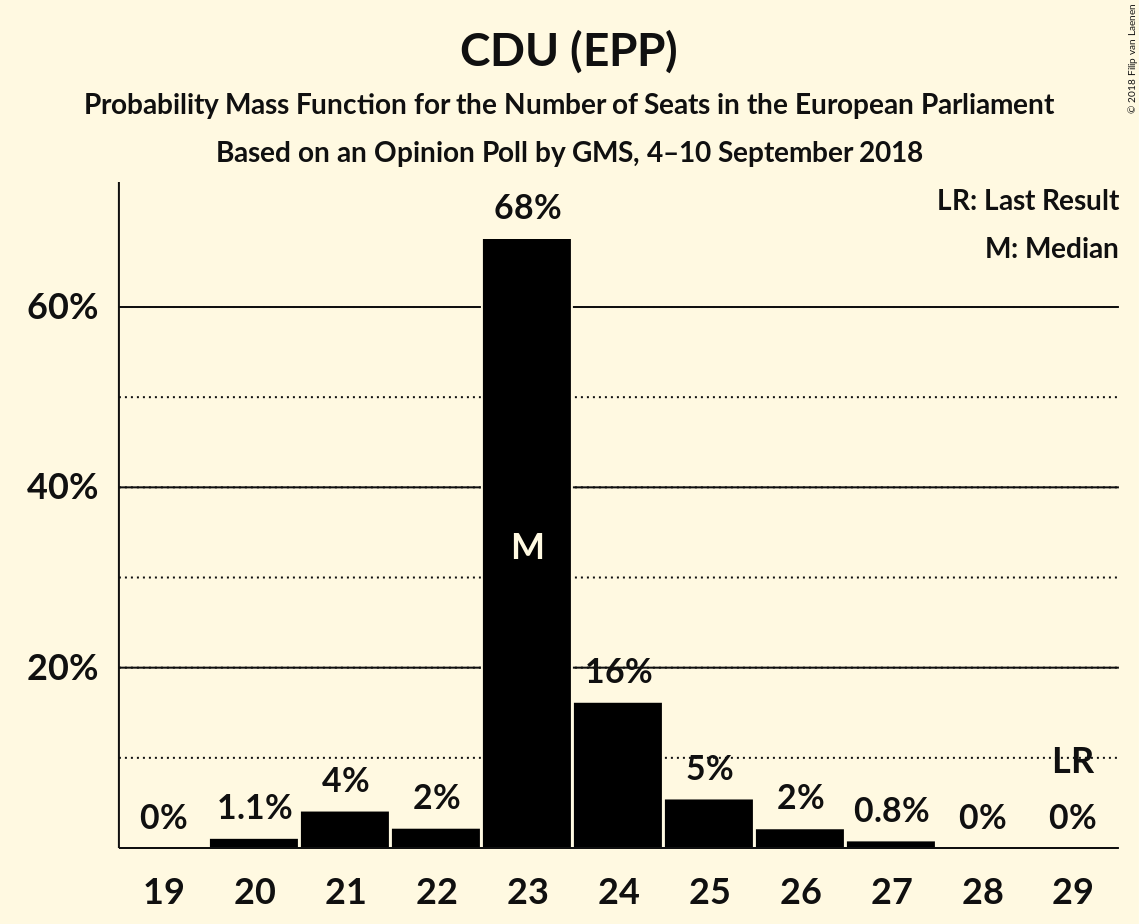 CDU (EPP)
Probability Mass Function for the Number of Seats in the European Parliament
Based on an Opinion Poll by GMS, 4–10 September 2018
© 2018 Filip van Laenen
LR: Last Result
M: Median
60%
40%
20%
0%
1.1%
4%
2%
68%
M
16%
5%
2%
0.8%
0%
LR
0%
19 20 21 22 23 24 25 26 27 28 29